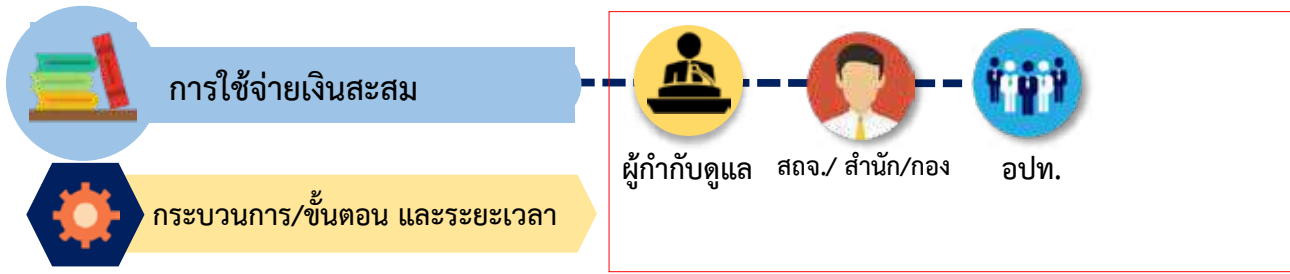 การใช้จ่ายเงินสะสม
ผู้กำกับดูแล
สถจ./ สำนัก/กอง
อปท.
กระบวนการ/ขั้นตอน และระยะเวลา